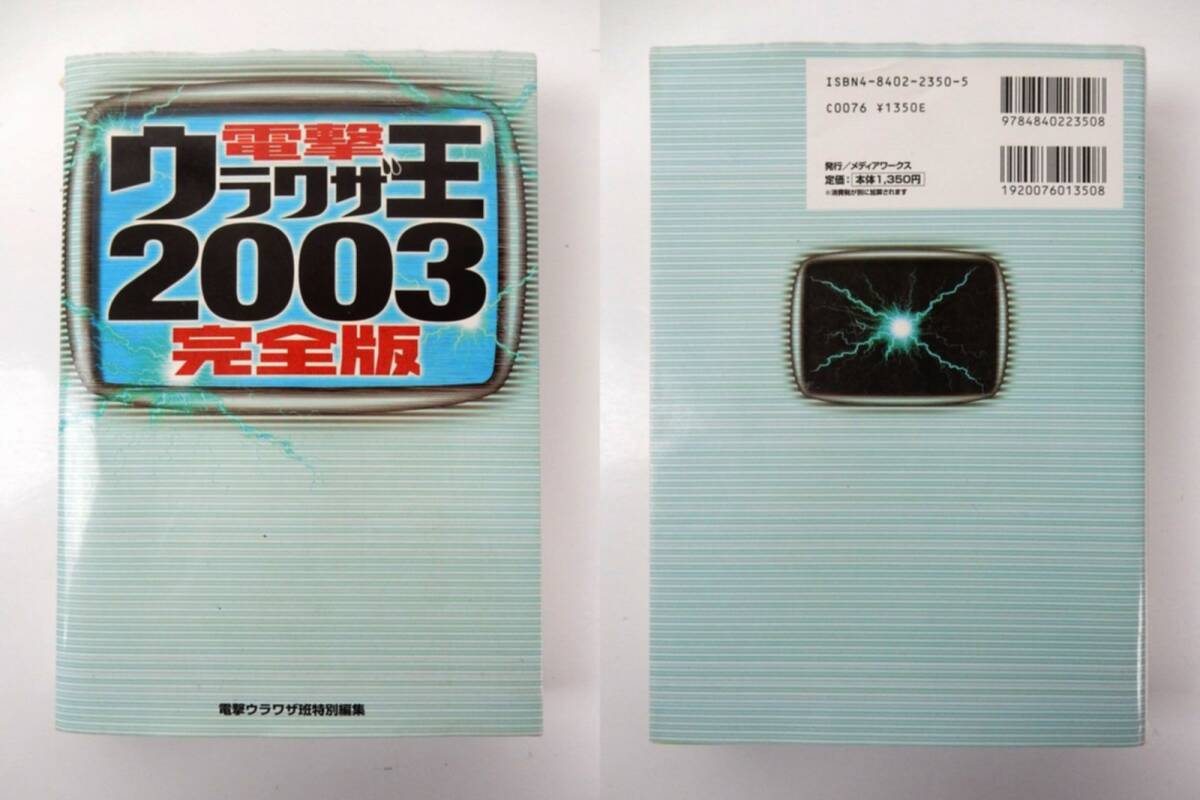 電撃
ウラワザ王
2003
完全版
電撃ウラワザ班特別編集
ISBN4-8402-2350-5
C0076 ¥1350E
発行/メディアワークス
定価:本体1,350円
※消費税が別に加算されます
9784840223508
1920076013508